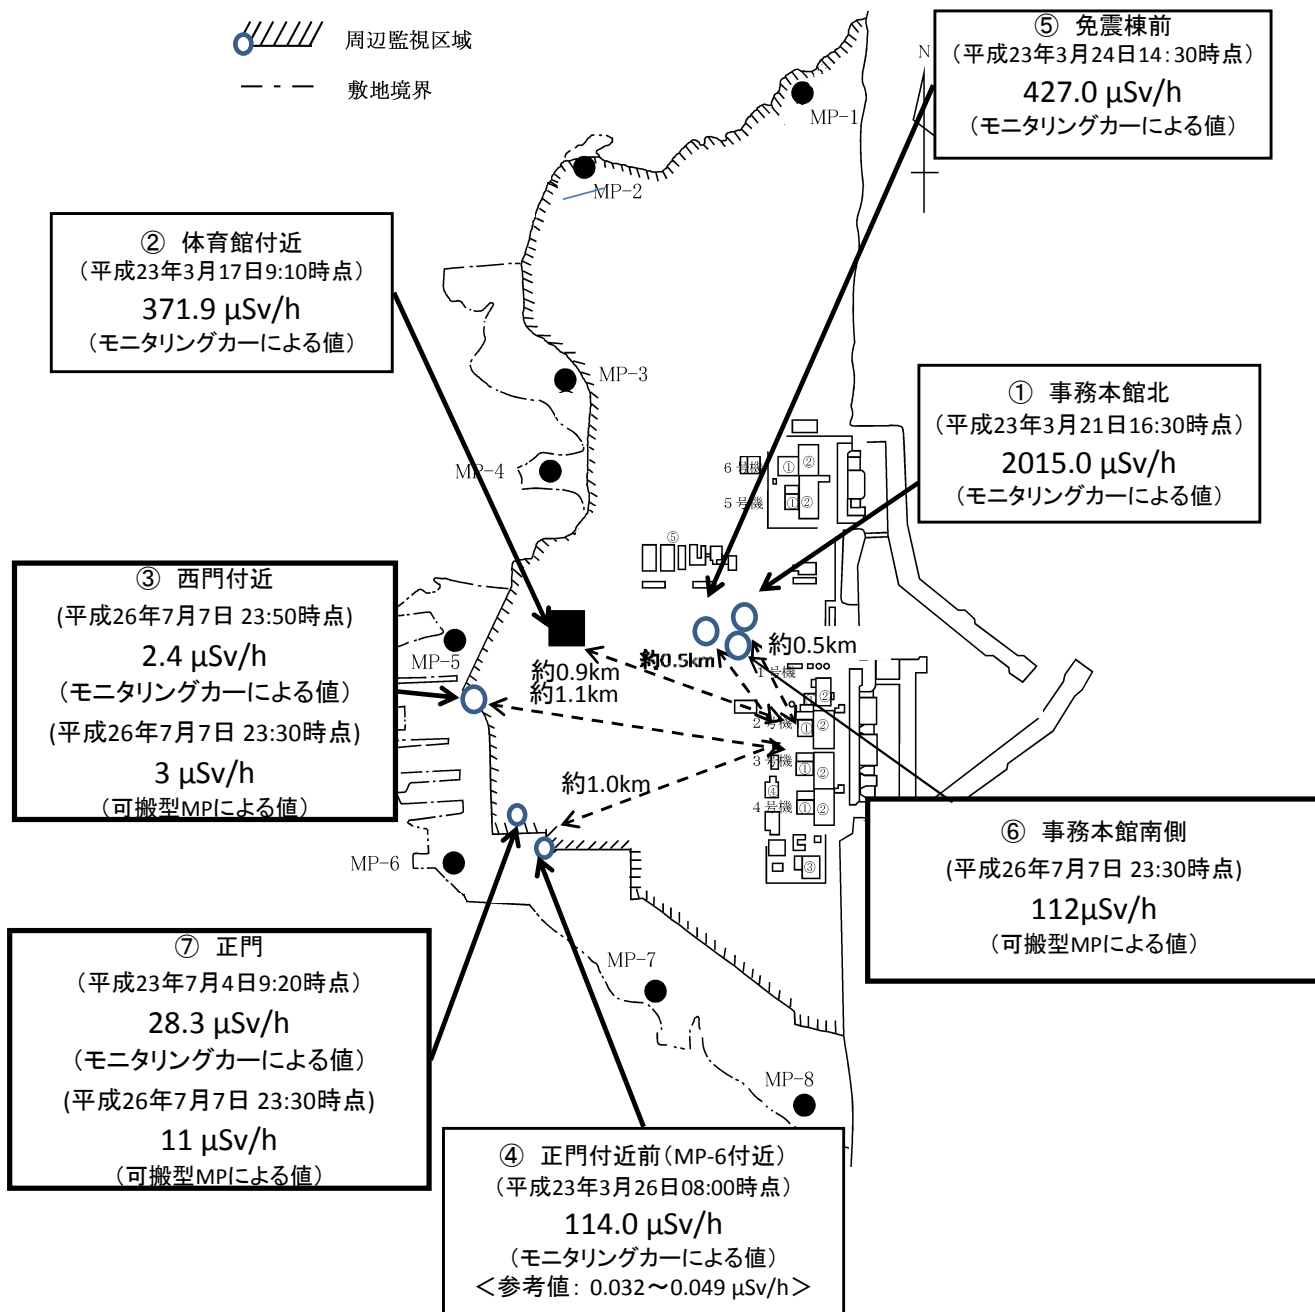 周辺監視区域
敷地境界
⑤ 免震棟前
(平成23年3月24日14:30時点)
427.0 μSv/h
(モニタリングカーによる値)
N
MP-1
MP-2
② 体育館付近
(平成23年3月17日9:10時点)
371.9 μSv/h
(モニタリングカーによる値)
MP-3
① 事務本館北
(平成23年3月21日16:30時点)
2015.0 μSv/h
(モニタリングカーによる値)
MP-4
6号機
①
②
5号機
①
②
⑤
③ 西門付近
(平成26年7月7日 23:50時点)
2.4 μSv/h
(モニタリングカーによる値)
(平成26年7月7日 23:30時点)
3 μSv/h
(可搬型MPによる値)
MP-5
約0.9km
約1.1km
約0.5km
約0.5km
1号機
②
2号機
①
②
3号機
①
②
④
4号機
①
②
③
約1.0km
MP-6
⑥ 事務本館南側
(平成26年7月7日 23:30時点)
112μSv/h
(可搬型MPによる値)
⑦ 正門
(平成23年7月4日9:20時点)
28.3 μSv/h
(モニタリングカーによる値)
(平成26年7月7日 23:30時点)
11 μSv/h
(可搬型MPによる値)
MP-7
MP-8
④ 正門付近前(MP-6付近)
(平成23年3月26日08:00時点)
114.0 μSv/h
(モニタリングカーによる値)
<参考値: 0.032~0.049 μSv/h>